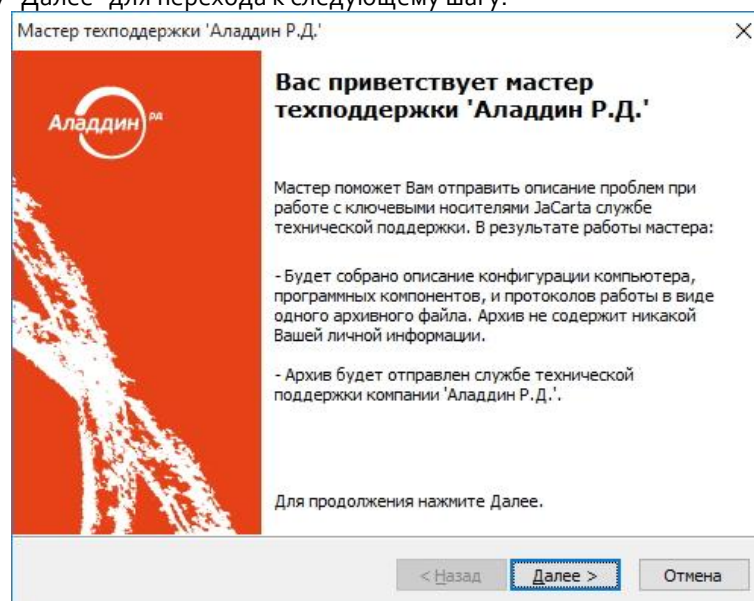 "Далее" для перехода к следующему шагу.
Мастер техподдержки 'Аладдин Р.Д.'
Аладдин РД
Вас приветствует мастер
техподдержки 'Аладдин Р.Д.'
Мастер поможет Вам отправить описание проблем при
работе с ключевыми носителями JaCarta службе
технической поддержки. В результате работы мастера:
- Будет собрано описание конфигурации компьютера,
программных компонентов, и протоколов работы в виде
одного архивного файла. Архив не содержит никакой
Вашей личной информации.
- Архив будет отправлен службе технической
поддержки компании 'Аладдин Р.Д.'.
Для продолжения нажмите Далее.
< Назад
Далее >
Отмена